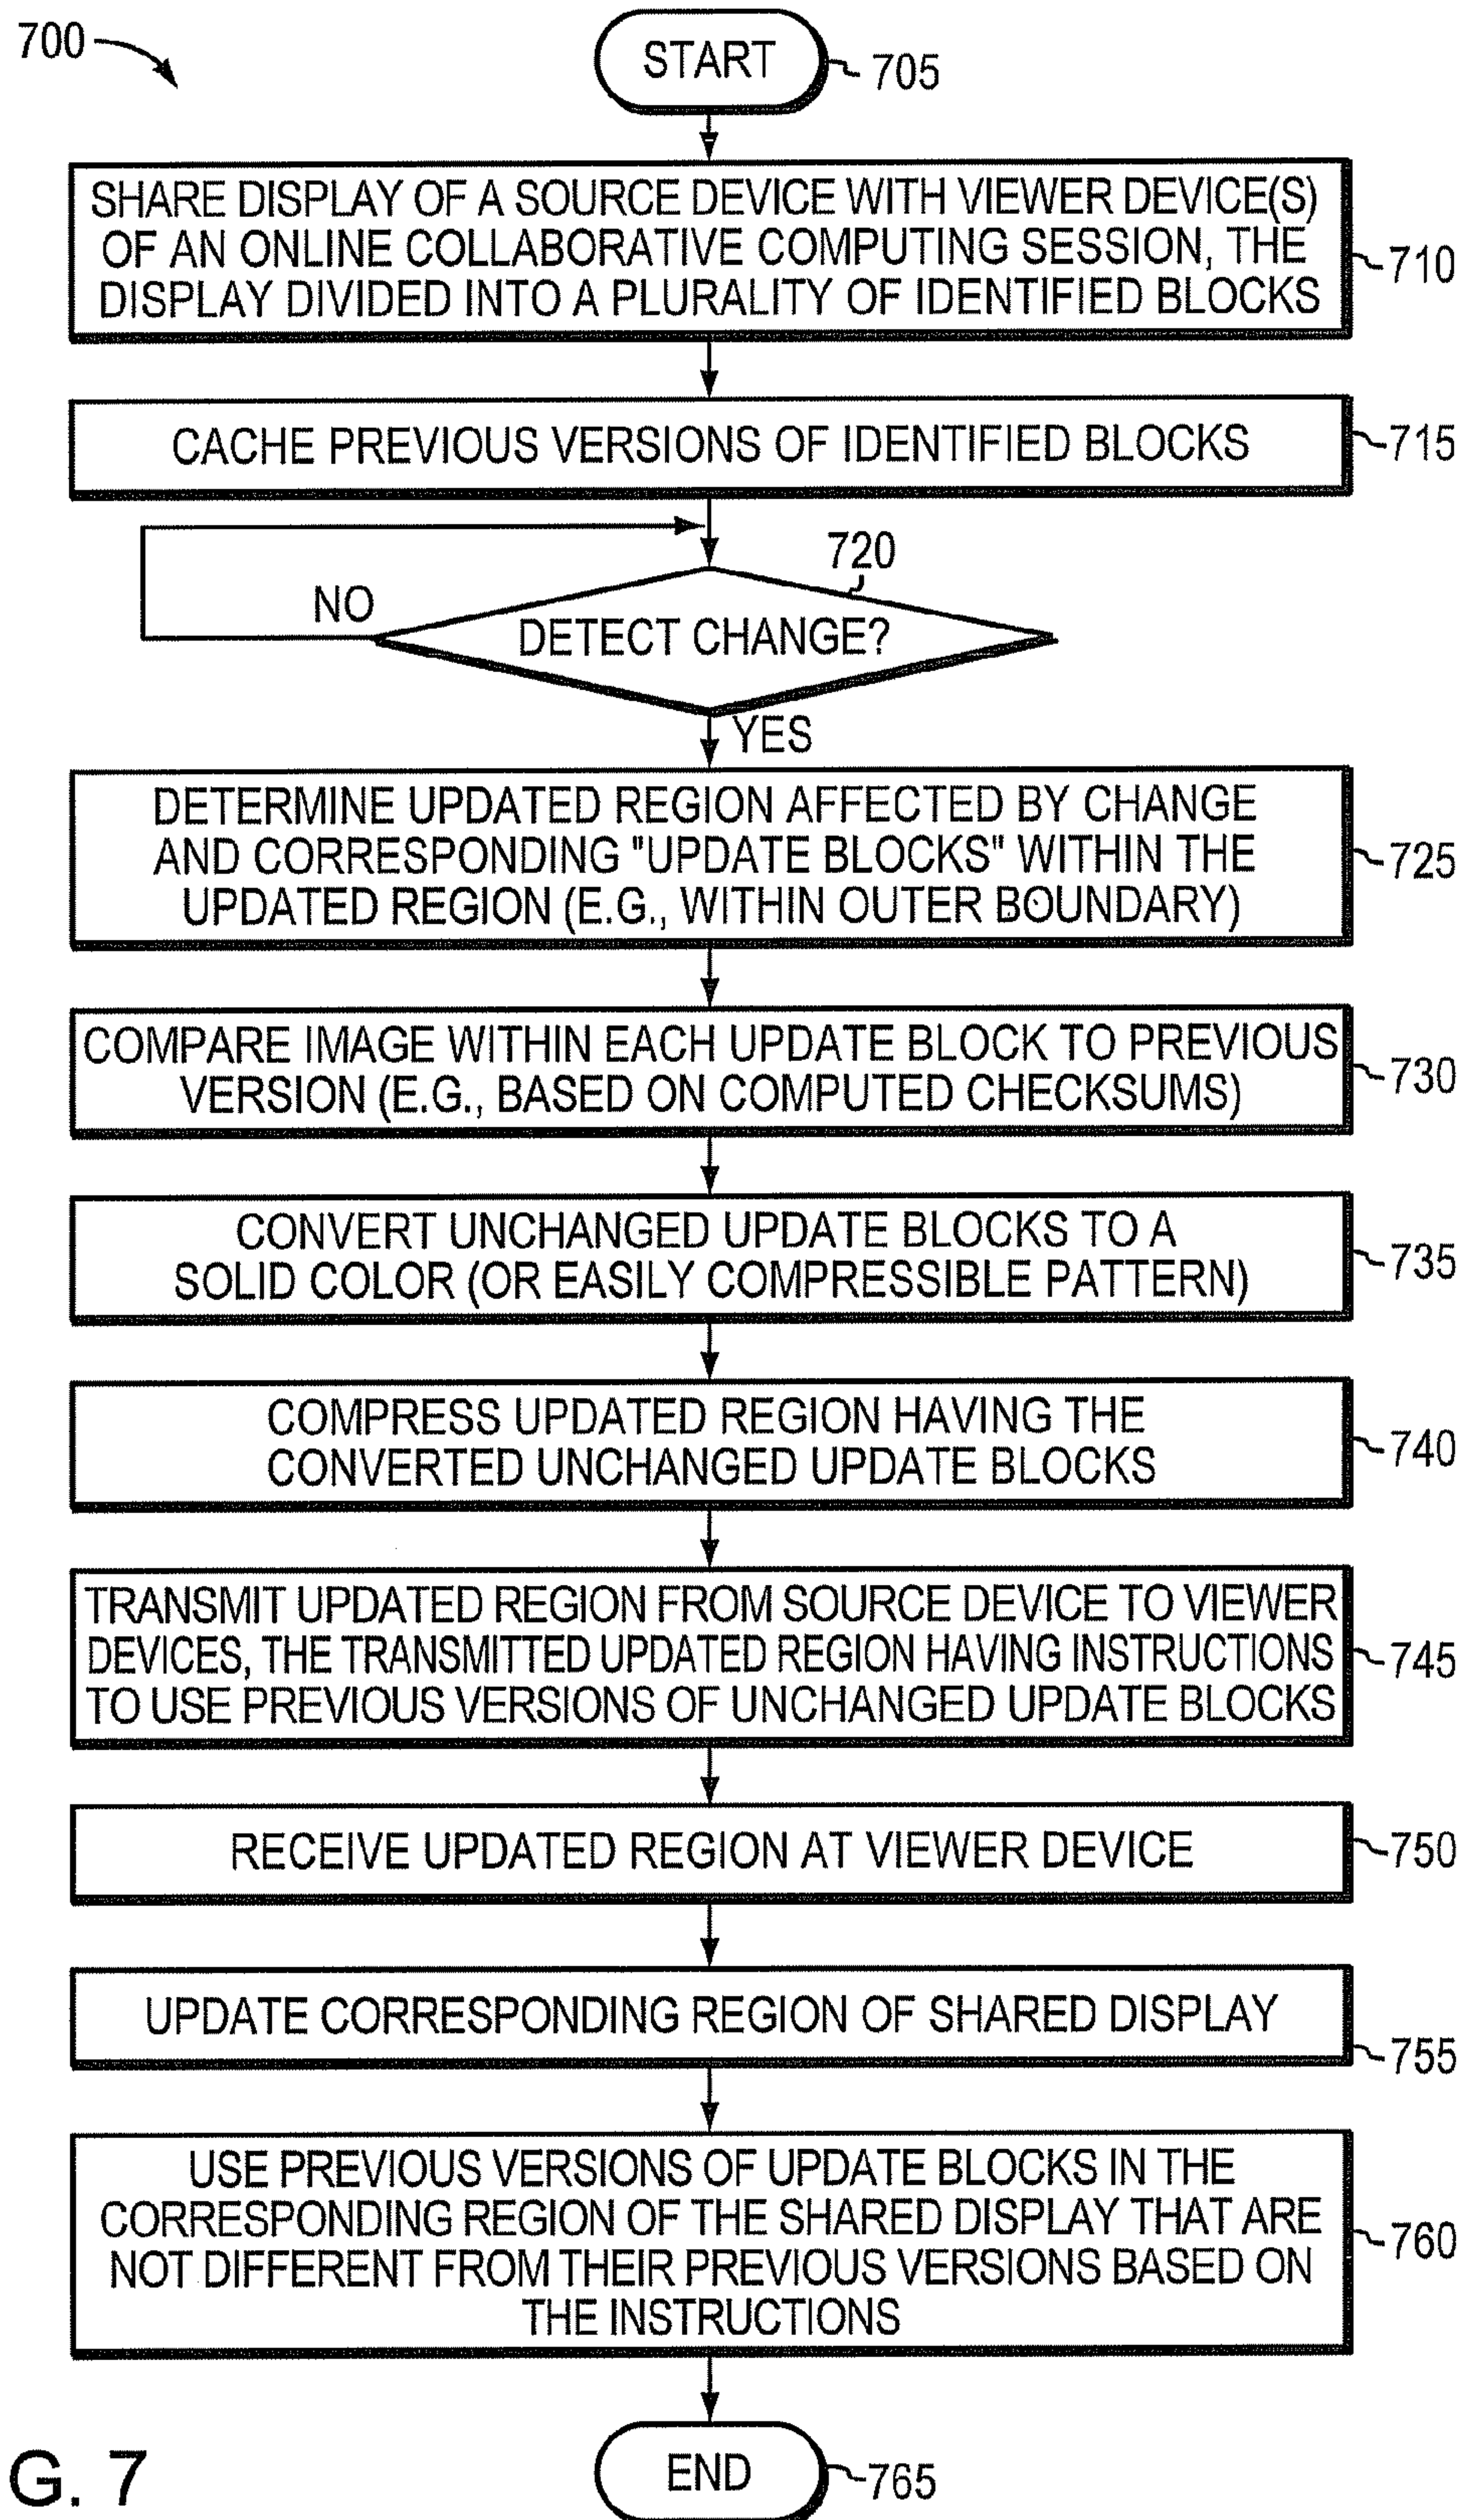 700
START
705
SHARE DISPLAY OF A SOURCE DEVICE WITH VIEWER DEVICE(S)
OF AN ONLINE COLLABORATIVE COMPUTING SESSION, THE
DISPLAY DIVIDED INTO A PLURALITY OF IDENTIFIED BLOCKS
710
CACHE PREVIOUS VERSIONS OF IDENTIFIED BLOCKS
715
720
NO
DETECT CHANGE?
YES
DETERMINE UPDATED REGION AFFECTED BY CHANGE
AND CORRESPONDING "UPDATE BLOCKS" WITHIN THE
UPDATED REGION (E.G., WITHIN OUTER BOUNDARY)
725
COMPARE IMAGE WITHIN EACH UPDATE BLOCK TO PREVIOUS
VERSION (E.G., BASED ON COMPUTED CHECKSUMS)
730
CONVERT UNCHANGED UPDATE BLOCKS TO A
SOLID COLOR (OR EASILY COMPRESSIBLE PATTERN)
735
COMPRESS UPDATED REGION HAVING THE
CONVERTED UNCHANGED UPDATE BLOCKS
740
TRANSMIT UPDATED REGION FROM SOURCE DEVICE TO VIEWER
DEVICES, THE TRANSMITTED UPDATED REGION HAVING INSTRUCTIONS
TO USE PREVIOUS VERSIONS OF UNCHANGED UPDATE BLOCKS
745
RECEIVE UPDATED REGION AT VIEWER DEVICE
750
UPDATE CORRESPONDING REGION OF SHARED DISPLAY
755
USE PREVIOUS VERSIONS OF UPDATE BLOCKS IN THE
CORRESPONDING REGION OF THE SHARED DISPLAY THAT ARE
NOT DIFFERENT FROM THEIR PREVIOUS VERSIONS BASED ON
THE INSTRUCTIONS
760
END
765
G. 7